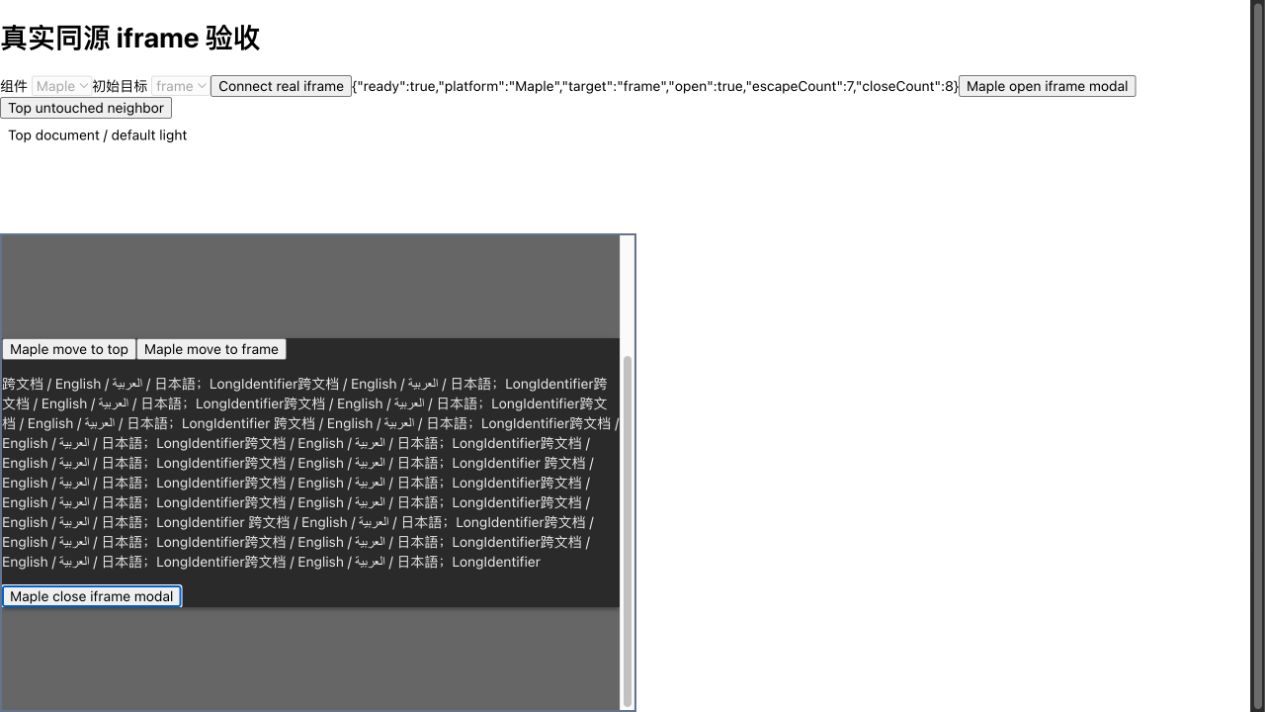 真实同源 iframe 验收
组件 Maple 初始目标 frame Connect real iframe {"ready":true,"platform":"Maple","target":"frame","open":true,"escapeCount":7,"closeCount":8} Maple open iframe modal
Top untouched neighbor
Top document / default light
Maple move to top Maple move to frame
跨文档 / English / العربية / 日本語；LongIdentifier跨文档 / English / العربية / 日本語；LongIdentifier跨
文档 / English / العربية / 日本語；LongIdentifier跨文档 / English / العربية / 日本語；LongIdentifier跨文
档 / English / العربية / 日本語；LongIdentifier 跨文档 / English / العربية / 日本語；LongIdentifier跨文档 /
English / العربية / 日本語；LongIdentifier跨文档 / English / العربية / 日本語；LongIdentifier跨文档 /
English / العربية / 日本語；LongIdentifier跨文档 / English / العربية / 日本語；LongIdentifier 跨文档 /
English / العربية / 日本語；LongIdentifier跨文档 / English / العربية / 日本語；LongIdentifier跨文档 /
English / العربية / 日本語；LongIdentifier跨文档 / English / العربية / 日本語；LongIdentifier跨文档 /
English / العربية / 日本語；LongIdentifier 跨文档 / English / العربية / 日本語；LongIdentifier跨文档 /
English / العربية / 日本語；LongIdentifier跨文档 / English / العربية / 日本語；LongIdentifier跨文档 /
English / العربية / 日本語；LongIdentifier跨文档 / English / العربية / 日本語；LongIdentifier
Maple close iframe modal